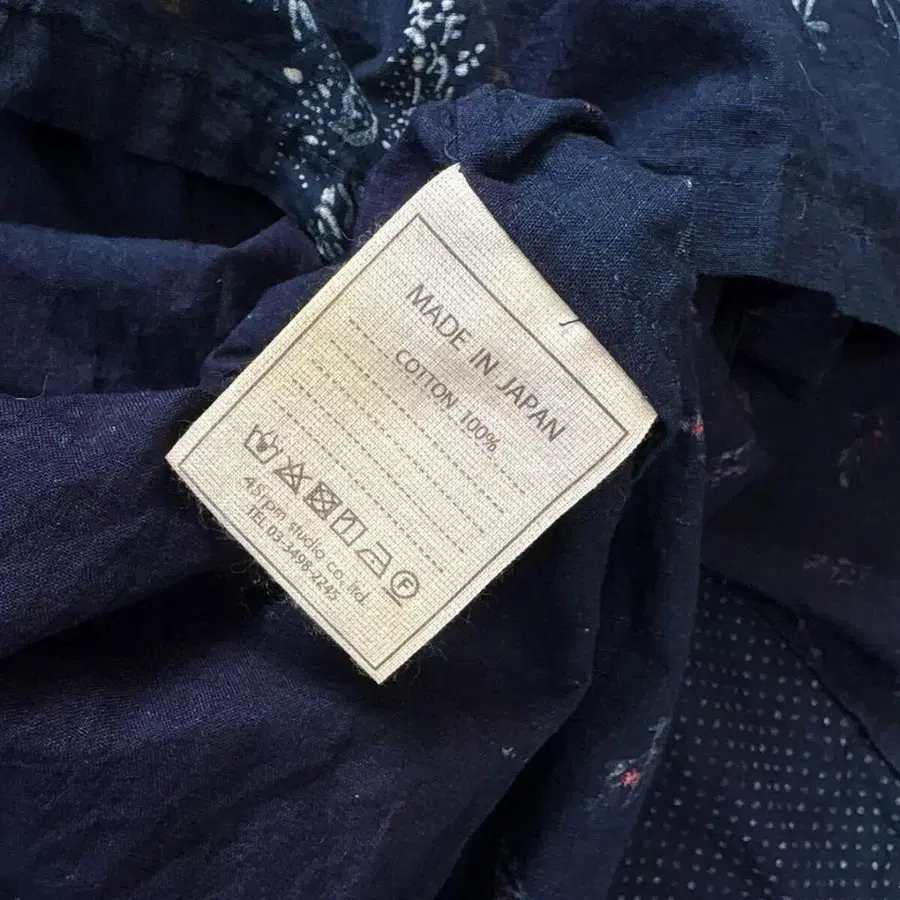 MADE IN JAPAN
COTTON 100%
45rpm studio co., ltd.
TEL 03-3498-2245
F